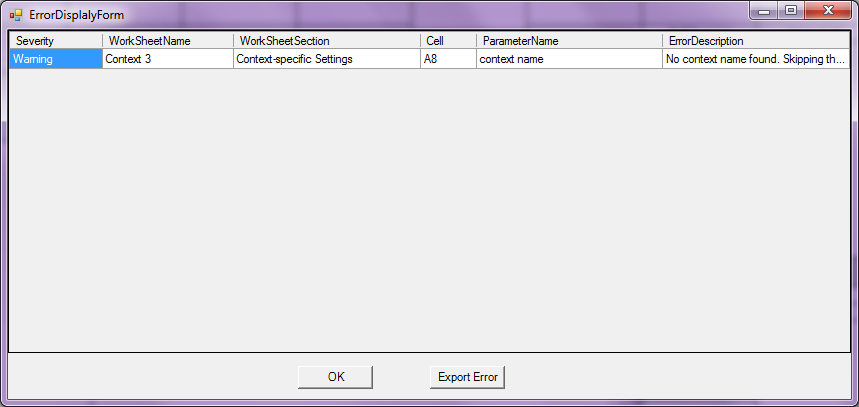 ErrorDisplalyForm
Severity WorkSheetName WorkSheetSection Cell ParameterName ErrorDescription
Warning Context 3 Context-specific Settings A8 context name No context name found. Skipping th...
OK Export Error